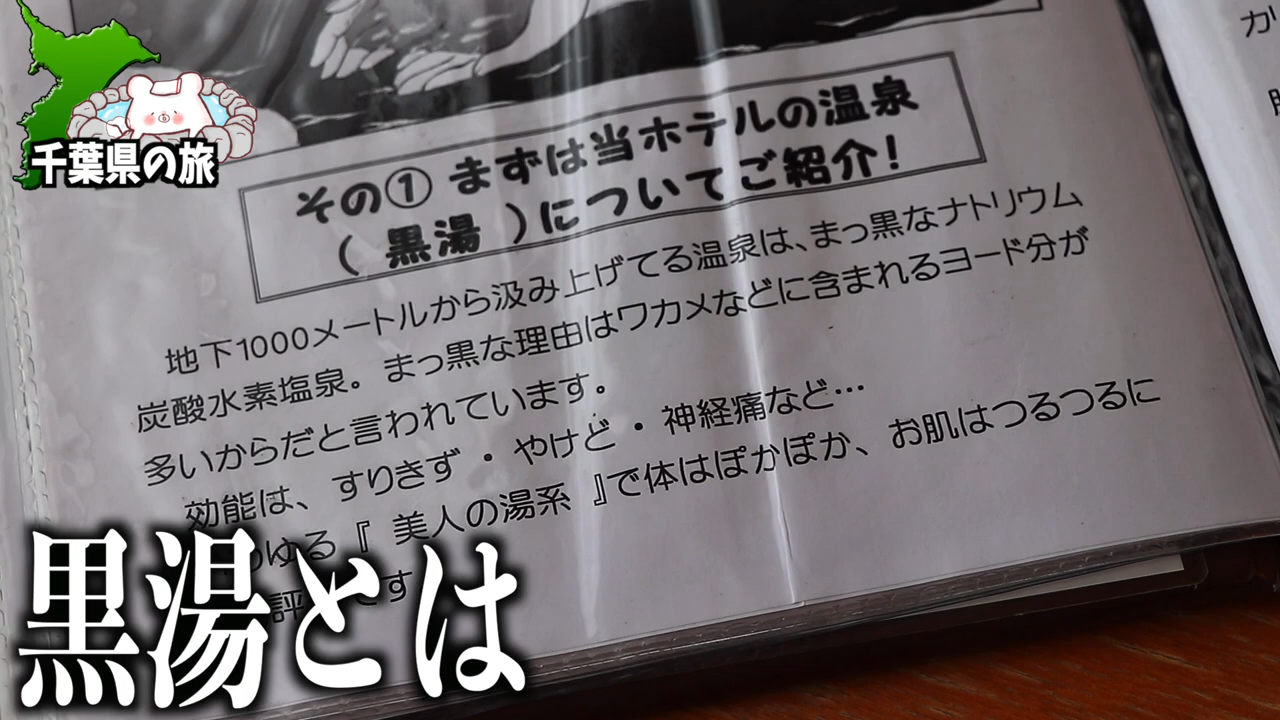 千葉県の旅
その① まずは当ホテルの温泉
( 黒湯 )についてご紹介!
地下1000メートルから汲み上げてる温泉は、まっ黒なナトリウム
炭酸水素塩泉。まっ黒な理由はワカメなどに含まれるヨード分が
多いからだと言われています。
効能は、すりきず・やけど・神経痛など…
ゆる『美人の湯系』で体はぽかぽか、お肌はつるつるに
評 です
黒湯とは